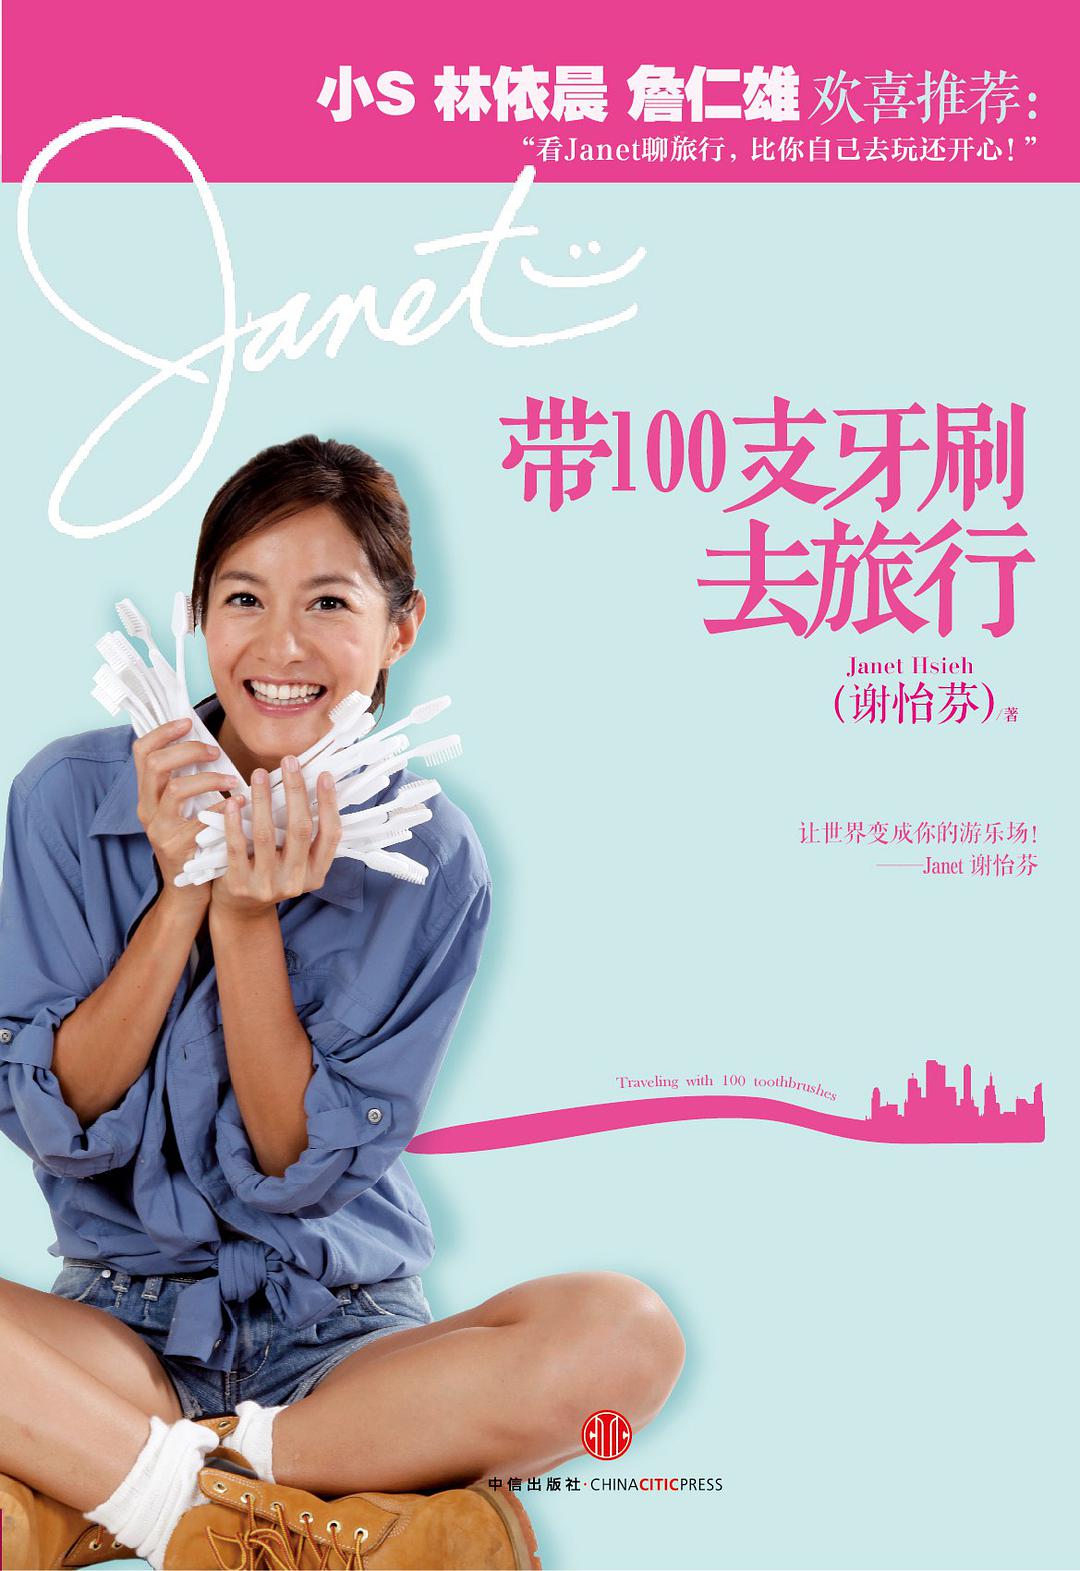 小S 林依晨 詹仁雄欢喜推荐：
“看Janet聊旅行，比你自己去玩还开心！”
Janet
带100支牙刷
去旅行
Janet Hsieh
(谢怡芬)/著
让世界变成你的游乐场！
——Janet 谢怡芬
Traveling with 100 toothbrushes
中信出版社·CHINACITICPRESS